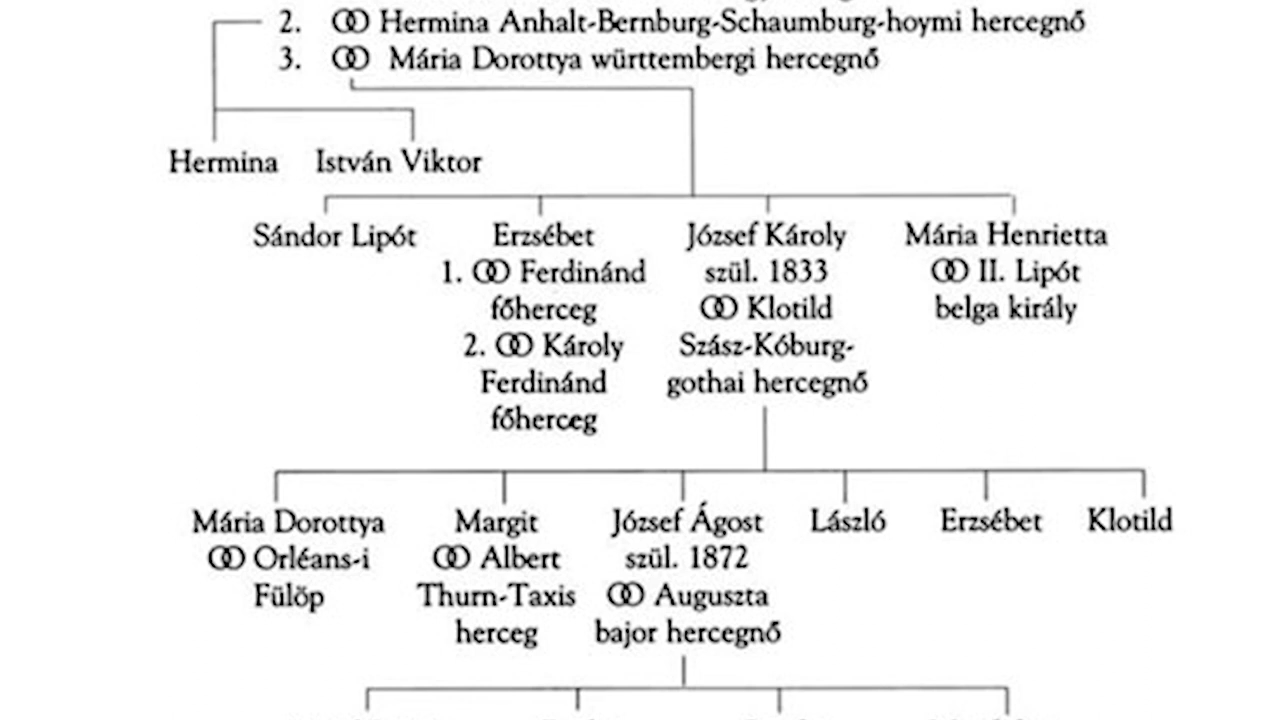 2. ⚭ Hermina Anhalt-Bernburg-Schaumburg-hoymi hercegnő
3. ⚭ Mária Dorottya württembergi hercegnő
Hermina István Viktor
Sándor Lipót Erzsébet József Károly Mária Henrietta
1. ⚭ Ferdinánd szül. 1833 ⚭ II. Lipót
főherceg ⚭ Klotild belga király
2. ⚭ Károly Szász-Kóburg-
Ferdinánd gothai hercegnő
főherceg
Mária Dorottya Margit József Ágost László Erzsébet Klotild
⚭ Orléans-i ⚭ Albert szül. 1872
Fülöp Thurn-Taxis ⚭ Auguszta
herceg bajor hercegnő